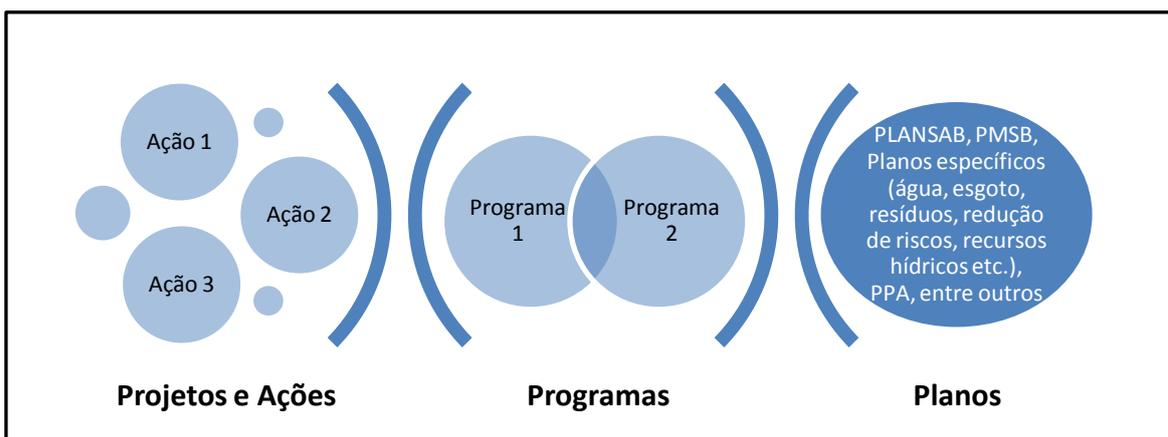 Ação 1
Ação 2
Ação 3
Projetos e Ações
Programa
1
Programa
2
Programas
PLANSAB, PMSB,
Planos específicos
(água, esgoto,
resíduos, redução
de riscos, recursos
hídricos etc.),
PPA, entre outros
Planos